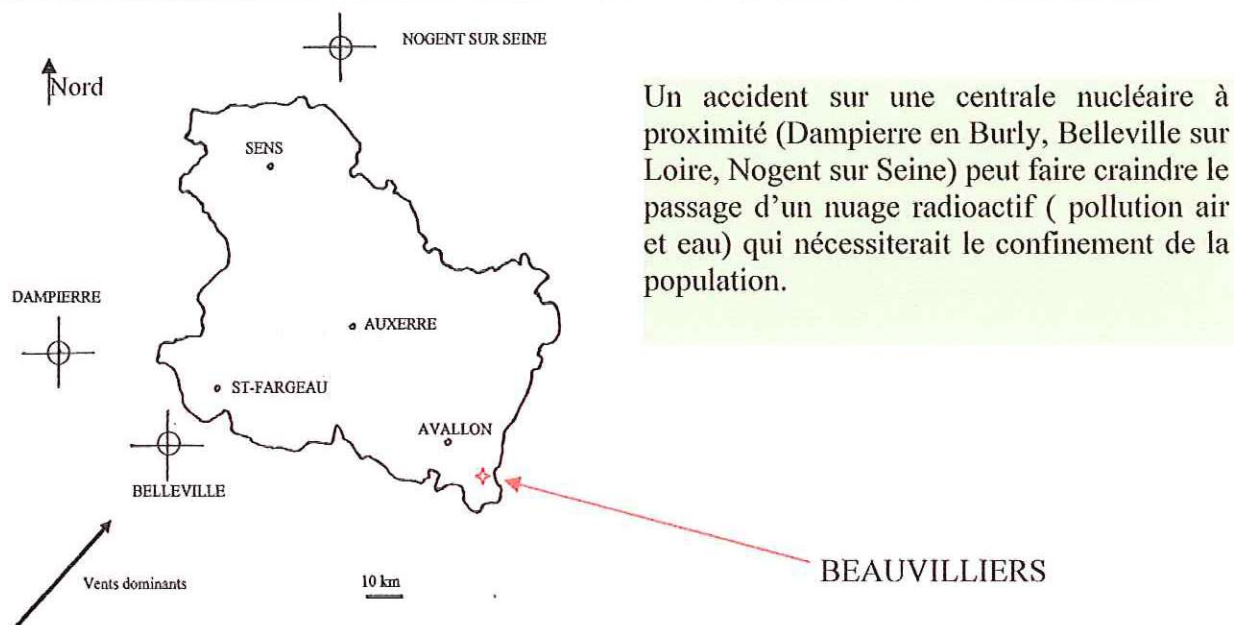 NOGENT SUR SEINE
Nord
SENS
DAMPIERRE
AUXERRE
ST-FARGEAU
AVALLON
BELLEVILLE
Vents dominants
10 km
Un accident sur une centrale nucléaire à
proximité (Dampierre en Burly, Belleville sur
Loire, Nogent sur Seine) peut faire craindre le
passage d'un nuage radioactif ( pollution air
et eau) qui nécessiterait le confinement de la
population.
BEAUVILLIERS